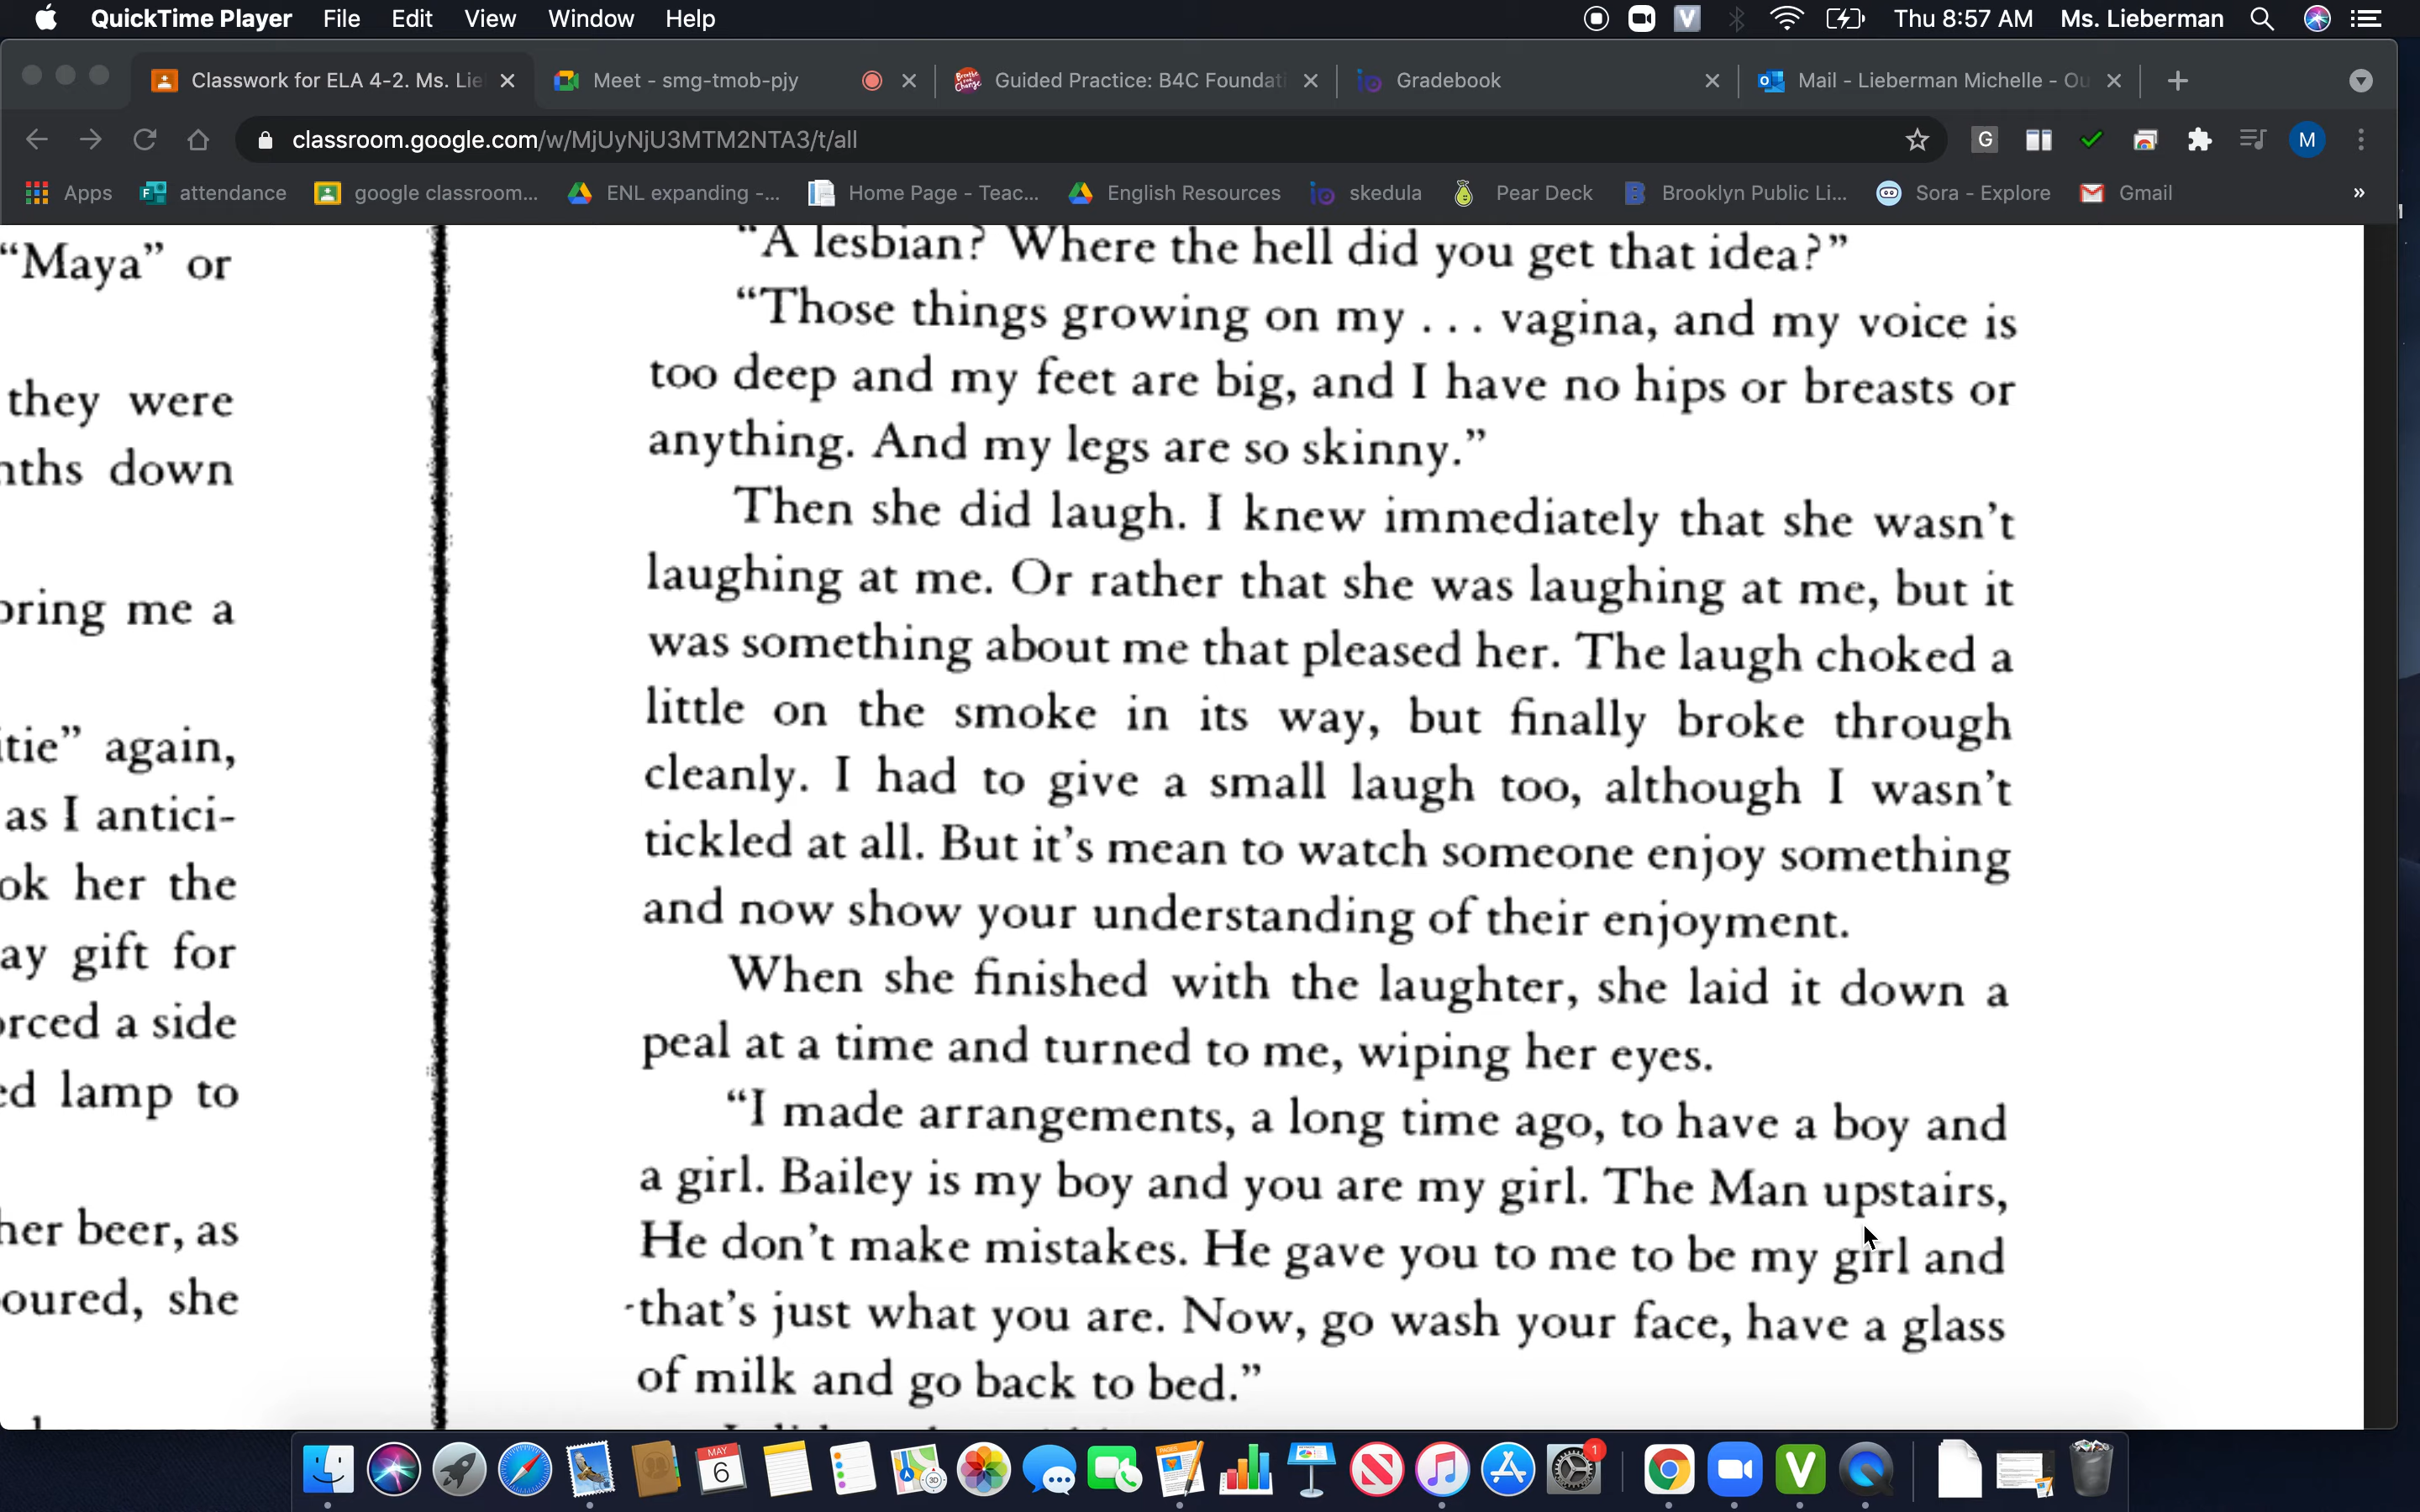 QuickTime Player File Edit View Window Help Thu 8:57 AM Ms. Lieberman
Classwork for ELA 4-2. Ms. Lie Meet - smg-tmob-pjy Guided Practice: B4C Foundati Gradebook Mail - Lieberman Michelle - Ou
classroom.google.com/w/MjUyNjU3MTM2NTA3/t/all G M
Apps attendance google classroom... ENL expanding -... Home Page - Teac... English Resources skedula Pear Deck Brooklyn Public Li... Sora - Explore Gmail »
“Maya” or
they were
nths down
bring me a
itie” again,
as I antici-
ok her the
ay gift for
orced a side
ed lamp to
her beer, as
oured, she
“A lesbian? Where the hell did you get that idea?”
“Those things growing on my . . . vagina, and my voice is
too deep and my feet are big, and I have no hips or breasts or
anything. And my legs are so skinny.”
Then she did laugh. I knew immediately that she wasn’t
laughing at me. Or rather that she was laughing at me, but it
was something about me that pleased her. The laugh choked a
little on the smoke in its way, but finally broke through
cleanly. I had to give a small laugh too, although I wasn’t
tickled at all. But it’s mean to watch someone enjoy something
and now show your understanding of their enjoyment.
When she finished with the laughter, she laid it down a
peal at a time and turned to me, wiping her eyes.
“I made arrangements, a long time ago, to have a boy and
a girl. Bailey is my boy and you are my girl. The Man upstairs,
He don’t make mistakes. He gave you to me to be my girl and
that’s just what you are. Now, go wash your face, have a glass
of milk and go back to bed.”
MAY
6
PAGES
3D
1